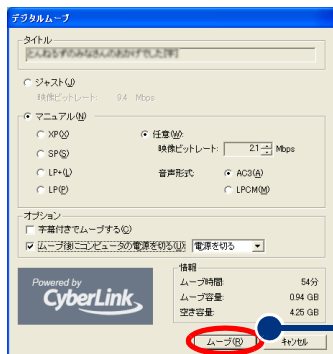 デジタルムーブ
タイトル
とんねるずのみなさんのおかげでした[字]
ジャスト(J)
映像ビットレート: 9.4 Mbps
マニュアル(N)
XP(X) 任意(W):
SP(S) 映像ビットレート: 2.1 Mbps
LP+(L) 音声形式: AC3(A)
LP(P) LPCM(M)
オプション
字幕付きでムーブする(C)
ムーブ後にコンピュータの電源を切る(U): 電源を切る
情報
ムーブ時間: 54分
ムーブ容量: 0.94 GB
空き容量: 4.25 GB
Powered by
CyberLink
ムーブ(R) キャンセル